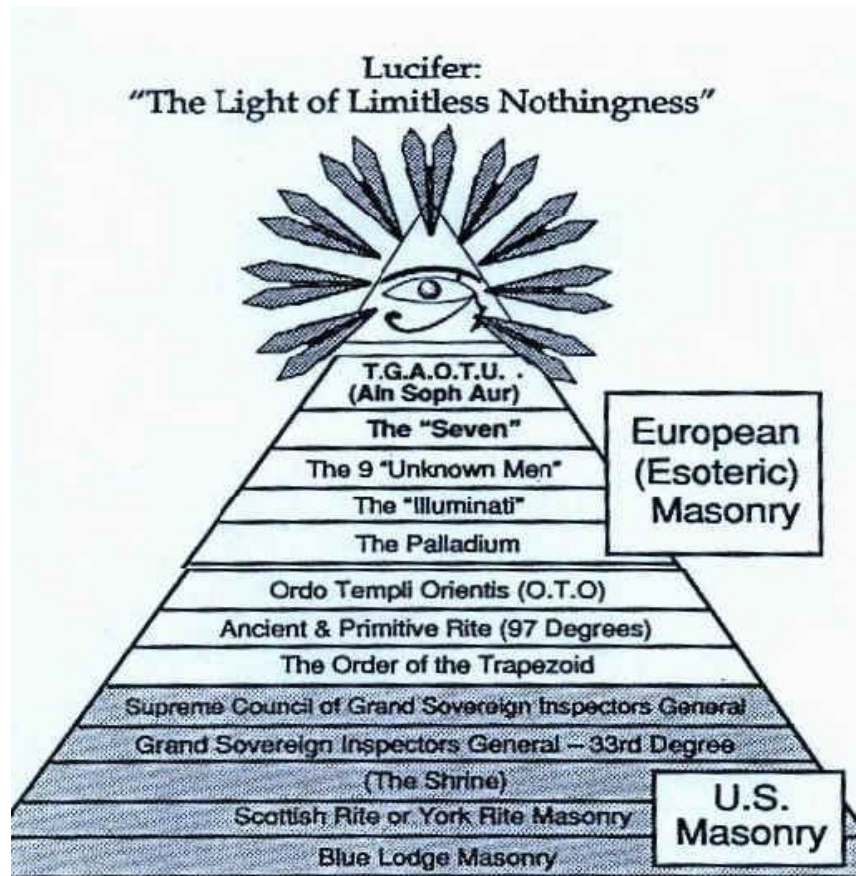 Lucifer:
"The Light of Limitless Nothingness"
T.G.A.O.T.U.
(Ain Soph Aur)
The "Seven"
The 9 "Unknown Men"
The "Illuminati"
The Palladium
European
(Esoteric)
Masonry
Ordo Templi Orientis (O.T.O)
Ancient & Primitive Rite (97 Degrees)
The Order of the Trapezoid
Supreme Council of Grand Sovereign Inspectors General
Grand Sovereign Inspectors General – 33rd Degree
(The Shrine)
Scottish Rite or York Rite Masonry
Blue Lodge Masonry
U.S.
Masonry